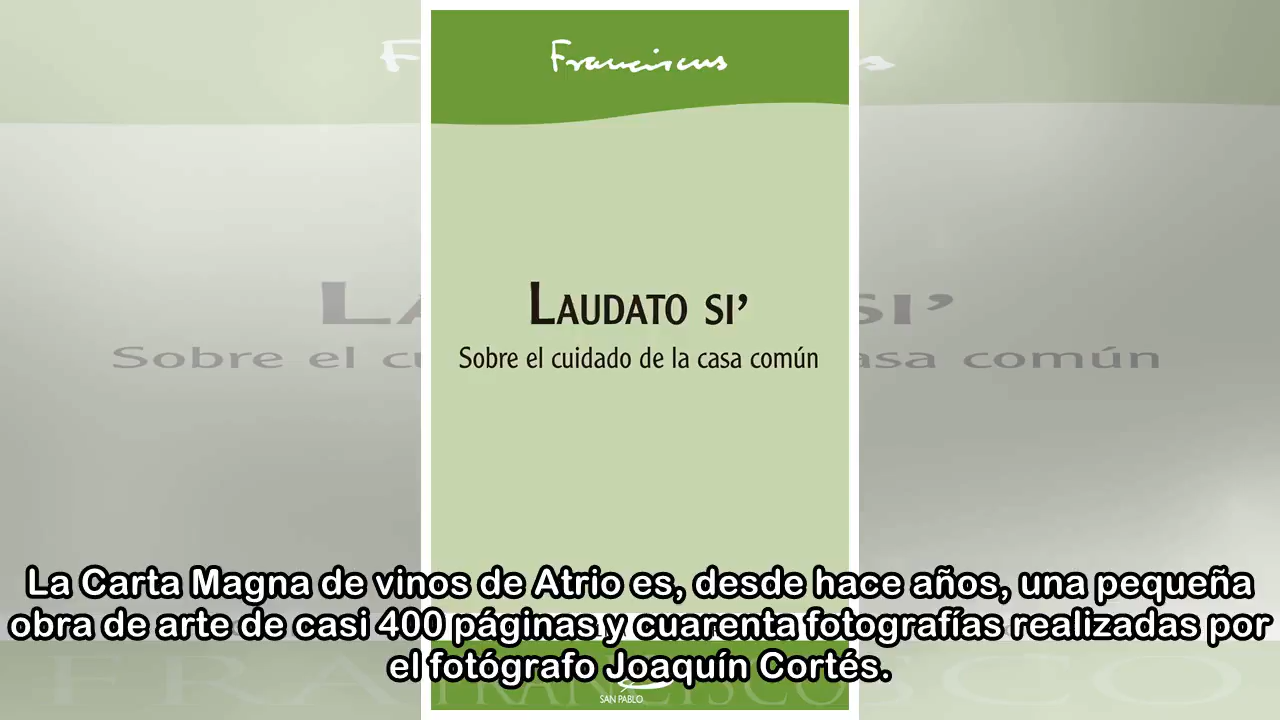 Franciscus
LAUDATO SI’
Sobre el cuidado de la casa común
La Carta Magna de vinos de Atrio es, desde hace años, una pequeña
obra de arte de casi 400 páginas y cuarenta fotografías realizadas por
el fotógrafo Joaquín Cortés.
SAN PABLO